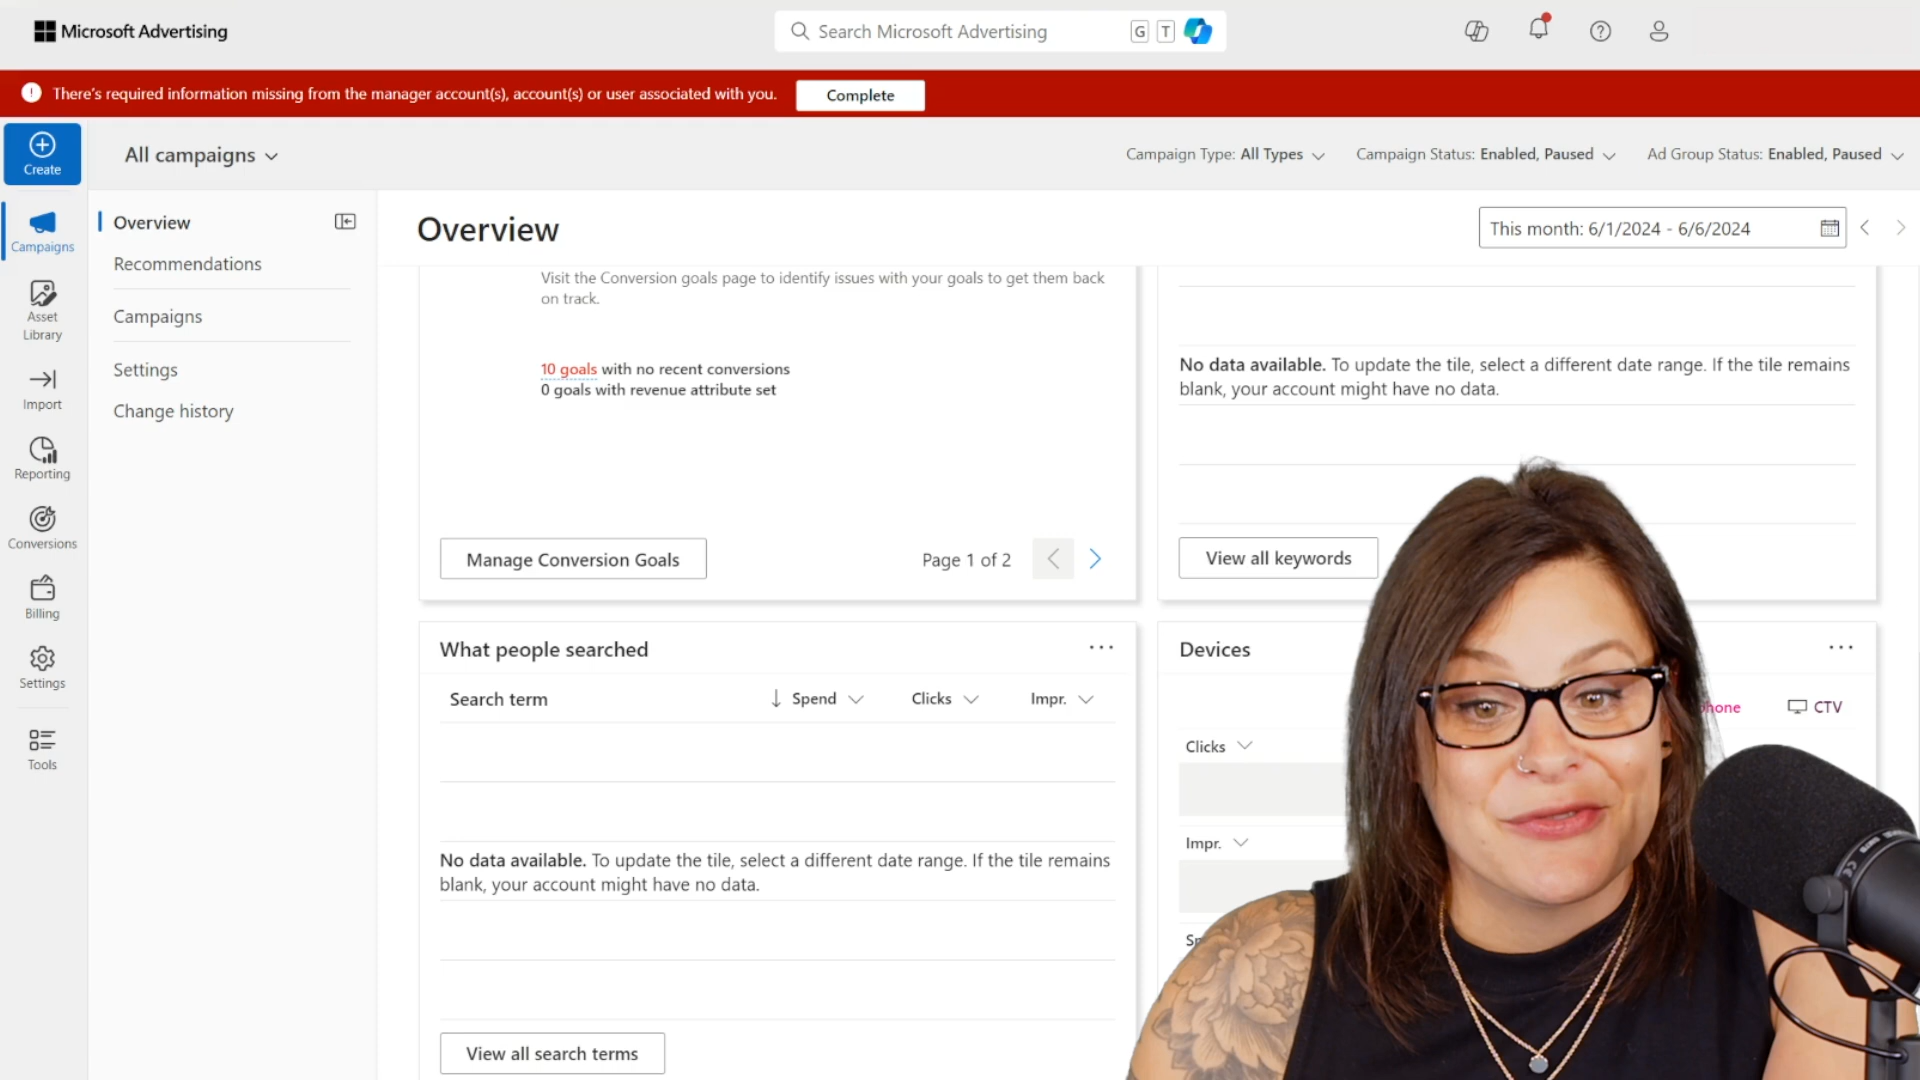 Microsoft Advertising
Search Microsoft Advertising
G T
There's required information missing from the manager account(s), account(s) or user associated with you.
Complete
Create
All campaigns
Campaign Type: All Types
Campaign Status: Enabled, Paused
Ad Group Status: Enabled, Paused
Campaigns
Asset
Library
Import
Reporting
Conversions
Billing
Settings
Tools
Overview
Recommendations
Campaigns
Settings
Change history
Overview
This month: 6/1/2024 - 6/6/2024
Visit the Conversion goals page to identify issues with your goals to get them back
on track.
10 goals with no recent conversions
0 goals with revenue attribute set
Manage Conversion Goals
Page 1 of 2
No data available. To update the tile, select a different date range. If the tile remains
blank, your account might have no data.
View all keywords
What people searched
Search term
Spend
Clicks
Impr.
No data available. To update the tile, select a different date range. If the tile remains
blank, your account might have no data.
View all search terms
Devices
CTV
Clicks
Impr.